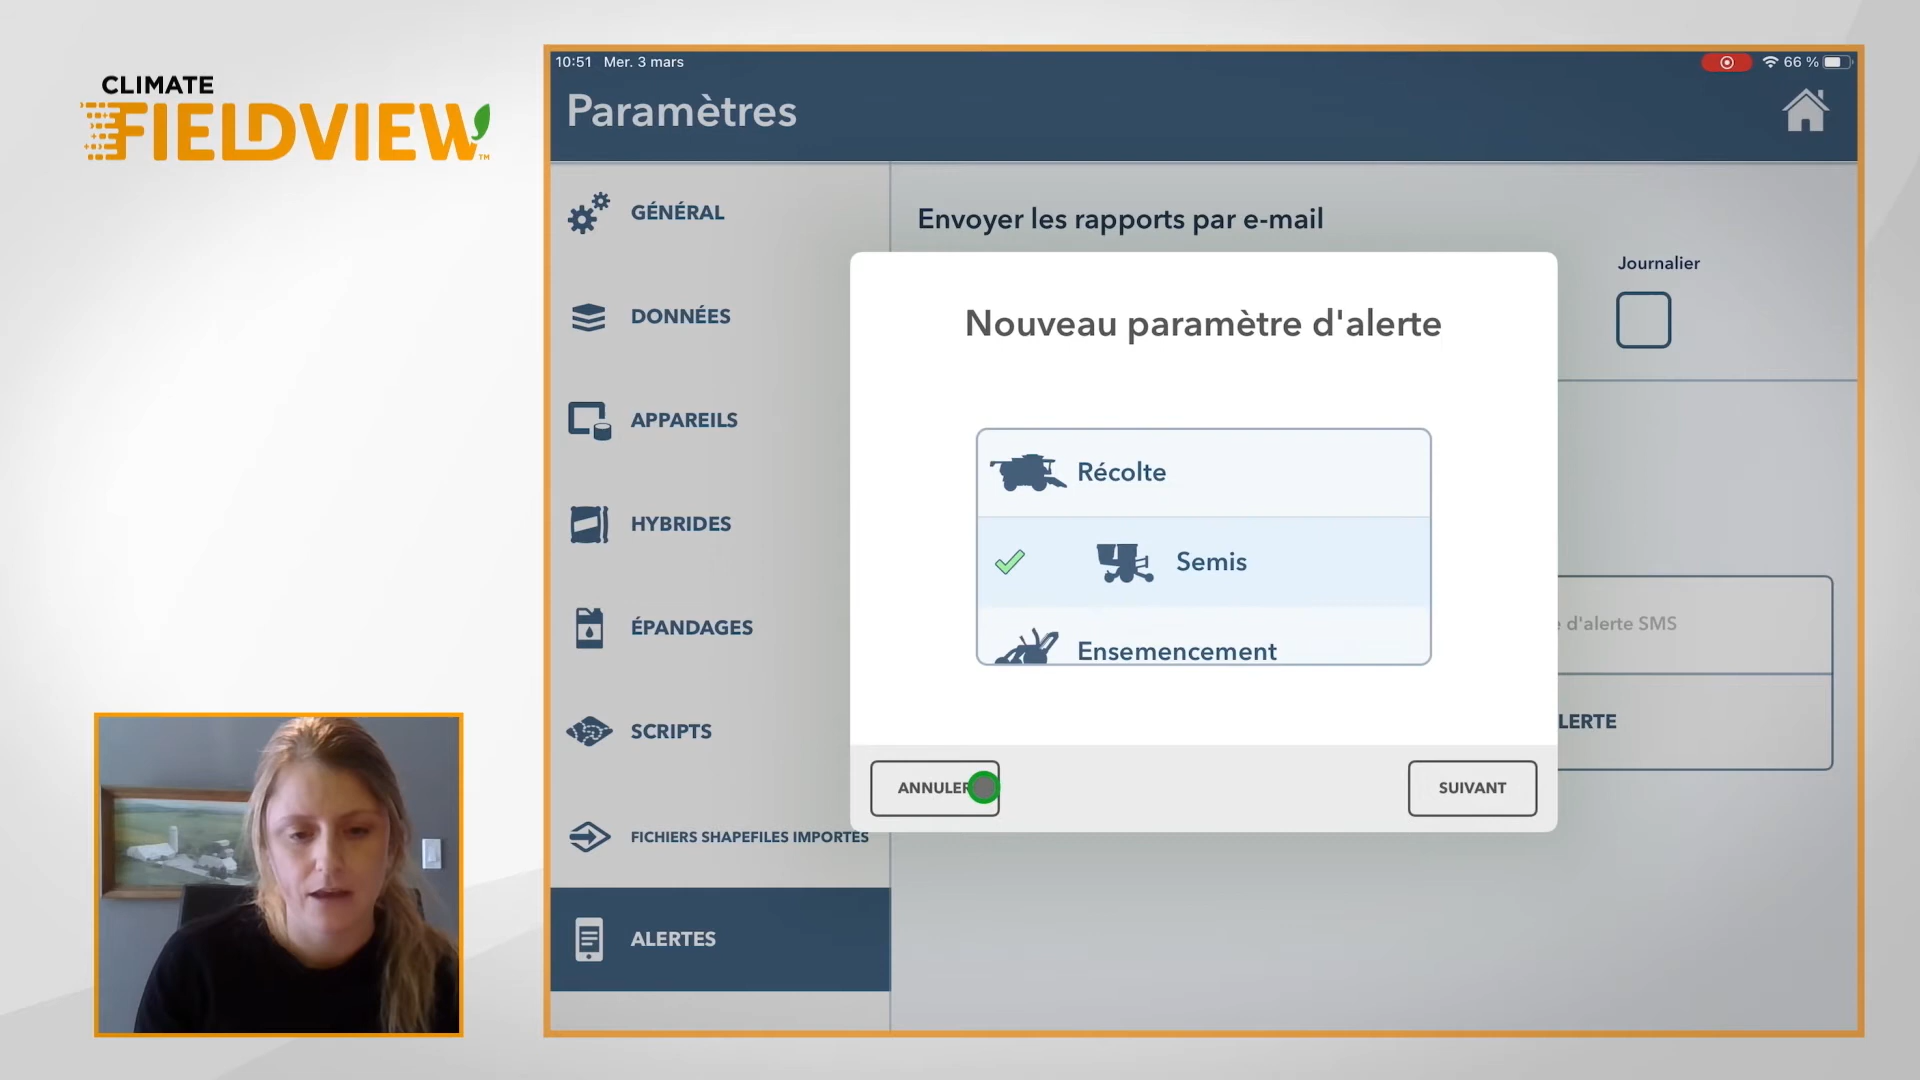 CLIMATE
FIELDVIEW™
10:51 Mer. 3 mars
66 %
Paramètres
GÉNÉRAL
DONNÉES
APPAREILS
HYBRIDES
ÉPANDAGES
SCRIPTS
FICHIERS SHAPEFILES IMPORTÉS
ALERTES
Envoyer les rapports par e-mail
Journalier
Nouveau paramètre d'alerte
Récolte
Semis
Ensemencement
d'alerte SMS
LERTE
ANNULER
SUIVANT